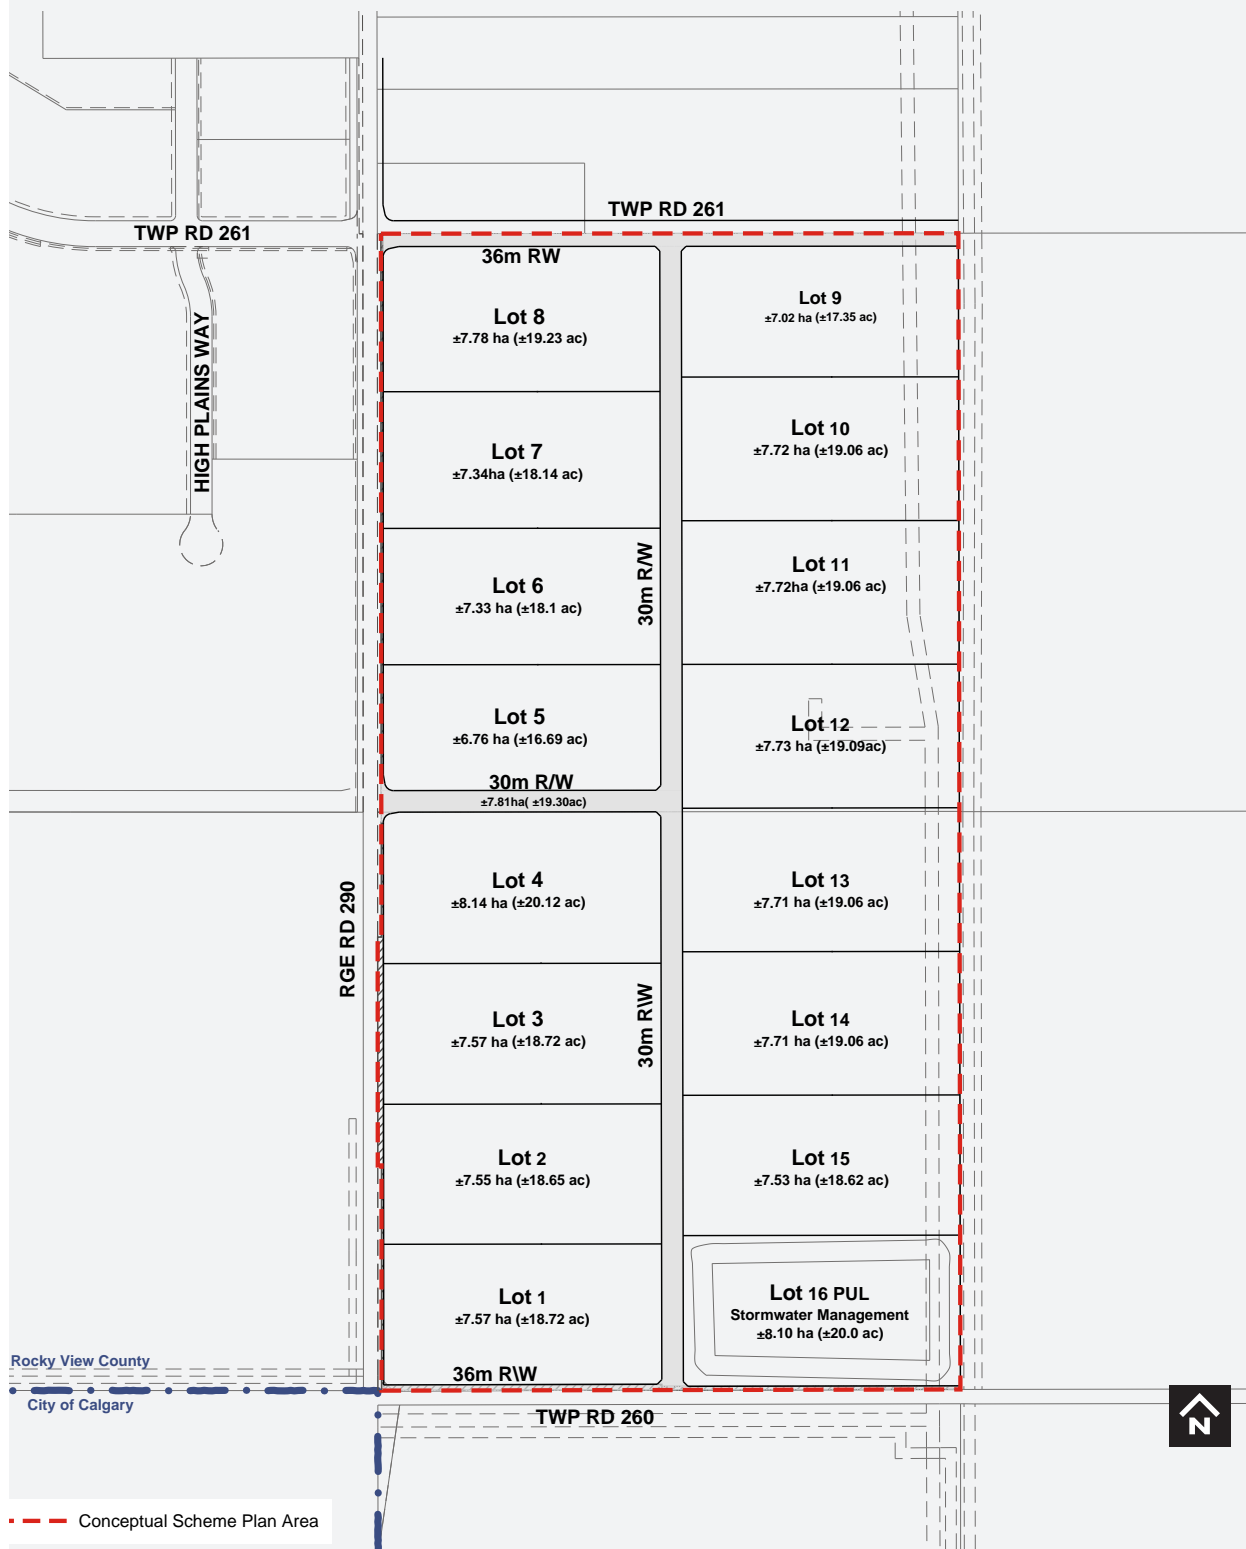 TWP RD 261
TWP RD 261
36m RW
HIGH PLAINS WAY
Lot 8
±7.78 ha (±19.23 ac)
Lot 9
±7.02 ha (±17.35 ac)
Lot 7
±7.34ha (±18.14 ac)
Lot 10
±7.72 ha (±19.06 ac)
Lot 6
±7.33 ha (±18.1 ac)
30m R/W
Lot 11
±7.72ha (±19.06 ac)
Lot 5
±6.76 ha (±16.69 ac)
Lot 12
±7.73 ha (±19.09ac)
30m R/W
±7.81ha( ±19.30ac)
RGE RD 290
Lot 4
±8.14 ha (±20.12 ac)
Lot 13
±7.71 ha (±19.06 ac)
Lot 3
±7.57 ha (±18.72 ac)
30m R\W
Lot 14
±7.71 ha (±19.06 ac)
Lot 2
±7.55 ha (±18.65 ac)
Lot 15
±7.53 ha (±18.62 ac)
Lot 1
±7.57 ha (±18.72 ac)
Lot 16 PUL
Stormwater Management
±8.10 ha (±20.0 ac)
36m R\W
Rocky View County
City of Calgary
TWP RD 260
N
Conceptual Scheme Plan Area